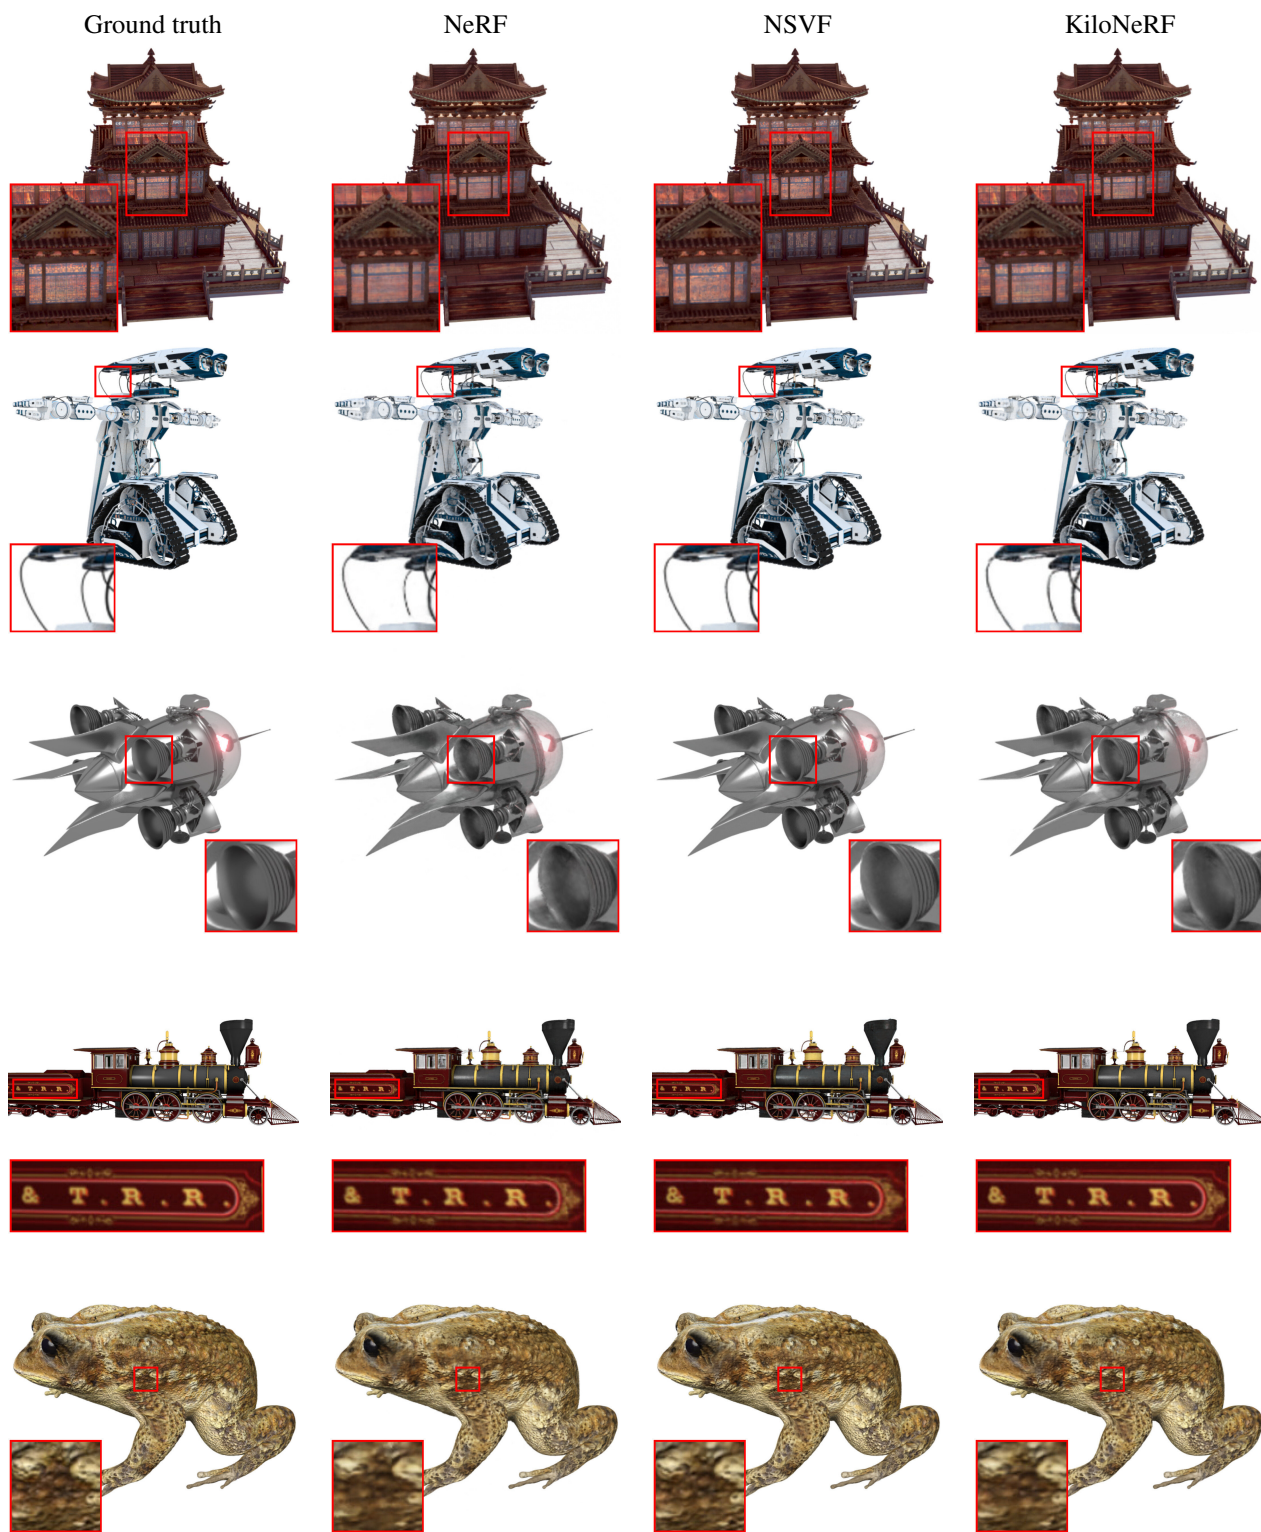 Ground truth NeRF NSVF KiloNeRF
& T. R. R. & T. R. R. & T. R. R. & T. R. R.
& T. R. R. & T. R. R. & T. R. R. & T. R. R